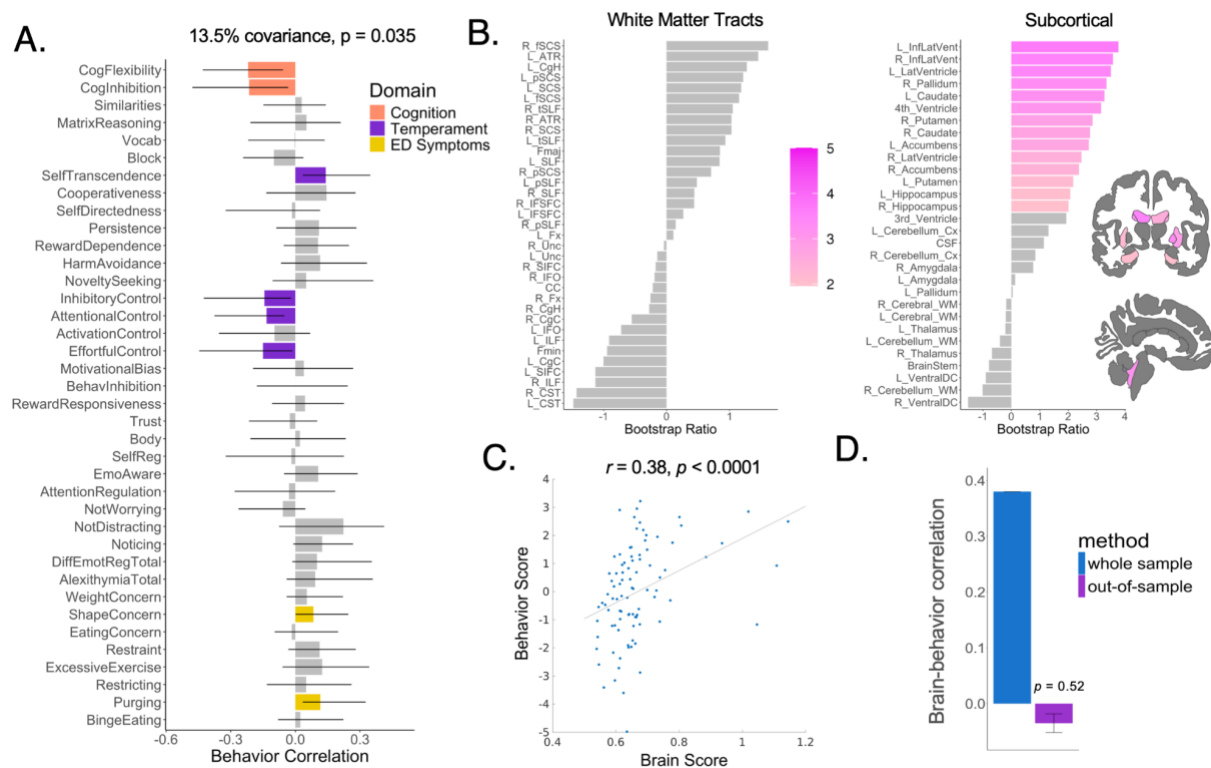 A.
13.5% covariance, p = 0.035
CogFlexibility
CogInhibition
Similarities
MatrixReasoning
Vocab
Block
SelfTranscendence
Cooperativeness
SelfDirectedness
Persistence
RewardDependence
HarmAvoidance
NoveltySeeking
InhibitoryControl
AttentionalControl
ActivationControl
EffortfulControl
MotivationalBias
BehavInhibition
RewardResponsiveness
Trust
Body
SelfReg
EmoAware
AttentionRegulation
NotWorrying
NotDistracting
Noticing
DiffEmotRegTotal
AlexithymiaTotal
WeightConcern
ShapeConcern
EatingConcern
Restraint
ExcessiveExercise
Restricting
Purging
BingeEating
-0.6 -0.3 0.0 0.3
Behavior Correlation
Domain
Cognition
Temperament
ED Symptoms
B.
White Matter Tracts
R_fSCS
L_ATR
L_CgH
L_pSCS
L_SCS
L_fSCS
R_tSLF
R_ATR
R_SCS
L_tSLF
Fmaj
L_SLF
R_pSCS
L_pSLF
R_SLF
R_IFSFC
L_IFSFC
R_pSLF
L_Fx
R_Unc
L_Unc
R_SIFC
R_IFO
CC
R_Fx
R_CgH
R_CgC
L_IFO
L_ILF
Fmin
L_CgC
L_SIFC
R_ILF
R_CST
L_CST
-1 0 1
Bootstrap Ratio
5
4
3
2
Subcortical
L_InfLatVent
R_InfLatVent
L_LatVentricle
R_Pallidum
L_Caudate
4th_Ventricle
R_Putamen
R_Caudate
L_Accumbens
R_LatVentricle
R_Accumbens
L_Putamen
L_Hippocampus
R_Hippocampus
3rd_Ventricle
L_Cerebellum_Cx
CSF
R_Cerebellum_Cx
R_Amygdala
L_Amygdala
L_Pallidum
R_Cerebral_WM
L_Cerebral_WM
L_Thalamus
L_Cerebellum_WM
R_Thalamus
BrainStem
L_VentralDC
R_Cerebellum_WM
R_VentralDC
-1 0 1 2 3 4
Bootstrap Ratio
C.
r = 0.38, p < 0.0001
Behavior Score
4
3
2
1
0
-1
-2
-3
-4
-5
0.4 0.6 0.8 1 1.2
Brain Score
D.
Brain-behavior correlation
0.4
0.3
0.2
0.1
0.0
p = 0.52
method
whole sample
out-of-sample